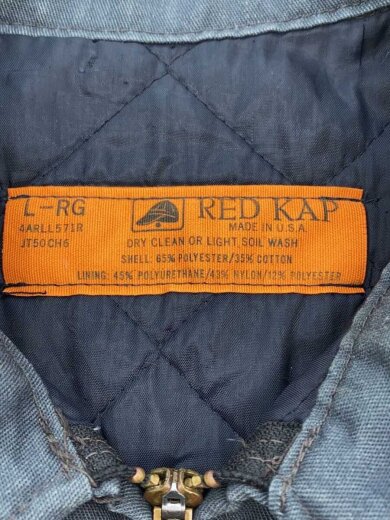 L-RG RED KAP
4ARLL571R MADE IN U.S.A.
JT50CH6 DRY CLEAN OR LIGHT SOIL WASH
SHELL: 65% POLYESTER/35% COTTON
LINING: 45% POLYURETHANE/43% NYLON/12% POLYESTER